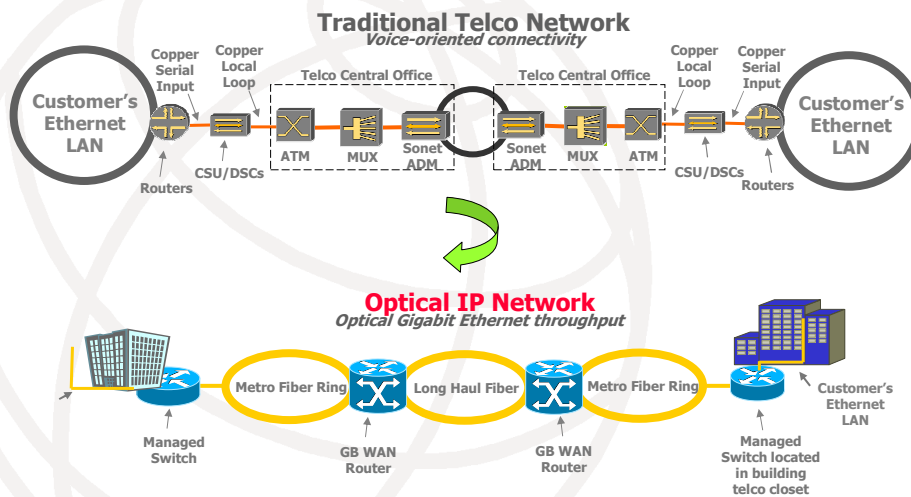 Traditional Telco Network
Voice-oriented connectivity
Copper
Serial
Input
Copper
Local
Loop
Telco Central Office
Telco Central Office
Copper
Local
Loop
Copper
Serial
Input
Customer's
Ethernet
LAN
Customer's
Ethernet
LAN
ATM
MUX
Sonet
ADM
Sonet
ADM
MUX
ATM
CSU/DSCs
CSU/DSCs
Routers
Routers
Optical IP Network
Optical Gigabit Ethernet throughput
Metro Fiber Ring
Long Haul Fiber
Metro Fiber Ring
Customer's
Ethernet
LAN
Managed
Switch
GB WAN
Router
GB WAN
Router
Managed
Switch located
in building
telco closet